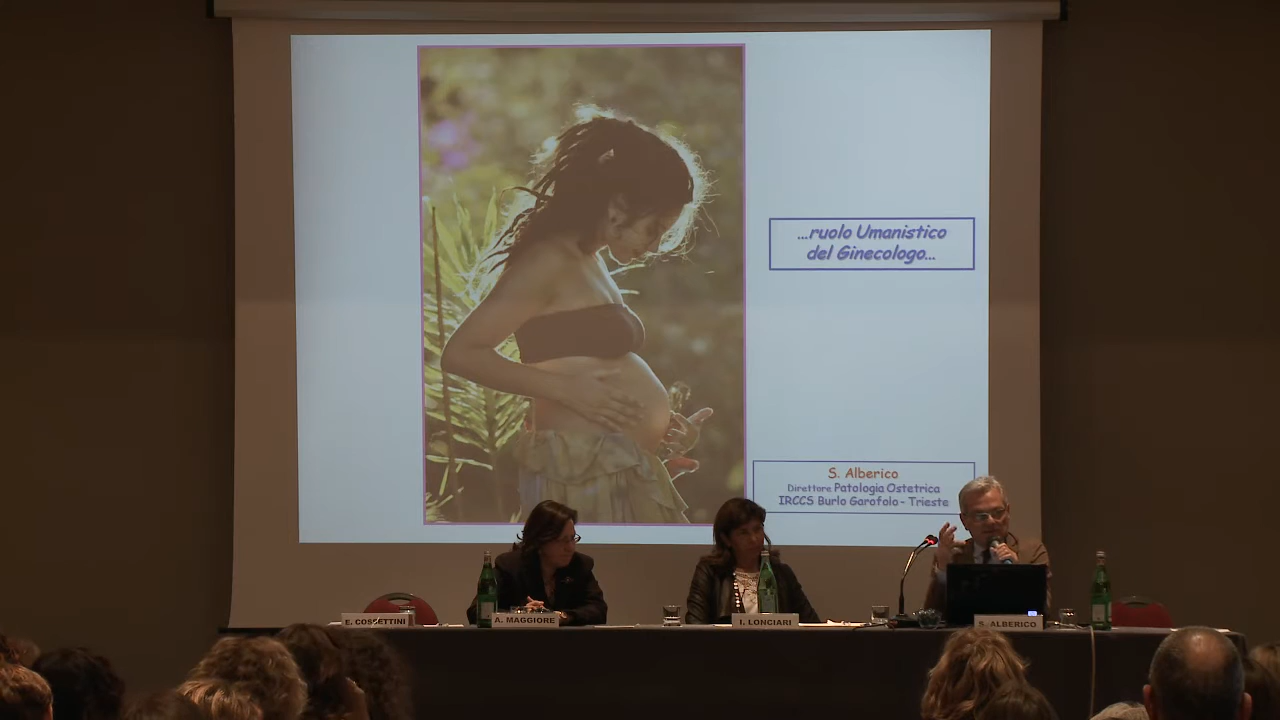 ...ruolo Umanistico
del Ginecologo...
S. Alberico
Direttore Patologia Ostetrica
IRCCS Burlo Garofolo - Trieste
E. COSSETTINI
A. MAGGIORE
I. LONCIARI
S. ALBERICO